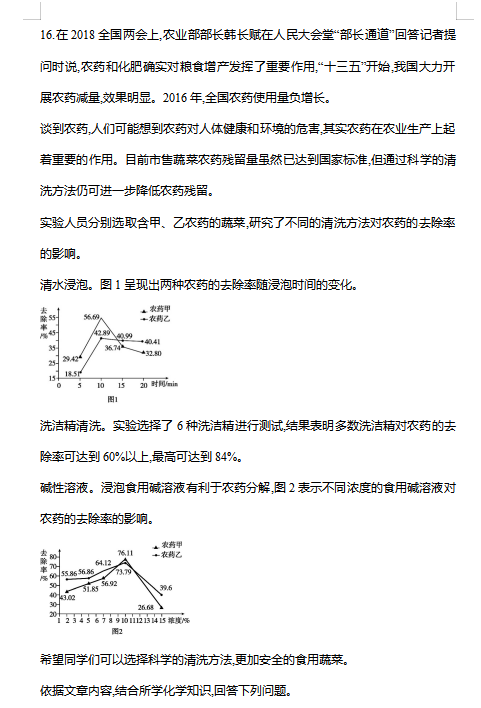 16.在 2018 全国两会上,农业部部长韩长赋在人民大会堂“部长通道”回答记者提
问时说,农药和化肥确实对粮食增产发挥了重要作用,“十三五”开始,我国大力开
展农药减量,效果明显。2016 年,全国农药使用量负增长。
谈到农药,人们可能想到农药对人体健康和环境的危害,其实农药在农业生产上起
着重要的作用。目前市售蔬菜农药残留量虽然已达到国家标准,但通过科学的清
洗方法仍可进一步降低农药残留。
实验人员分别选取含甲、乙农药的蔬菜,研究了不同的清洗方法对农药的去除率
的影响。
清水浸泡。图 1 呈现出两种农药的去除率随浸泡时间的变化。
去除率/%
55
45
35
25
15
56.69
42.89
40.99
40.41
36.74
32.80
29.42
18.51
农药甲
农药乙
0 5 10 15 20 时间/min
图1
洗洁精清洗。实验选择了 6 种洗洁精进行测试,结果表明多数洗洁精对农药的去
除率可达到 60%以上,最高可达到 84%。
碱性溶液。浸泡食用碱溶液有利于农药分解,图 2 表示不同浓度的食用碱溶液对
农药的去除率的影响。
去除率/%
80
70
60
50
40
30
20
76.11
64.12
73.79
55.86 56.86
56.92
51.85
43.02
39.6
26.68
农药甲
农药乙
1 2 3 4 5 6 7 8 9 10 11 12 13 14 15 浓度/%
图2
希望同学们可以选择科学的清洗方法,更加安全的食用蔬菜。
依据文章内容,结合所学化学知识,回答下列问题。